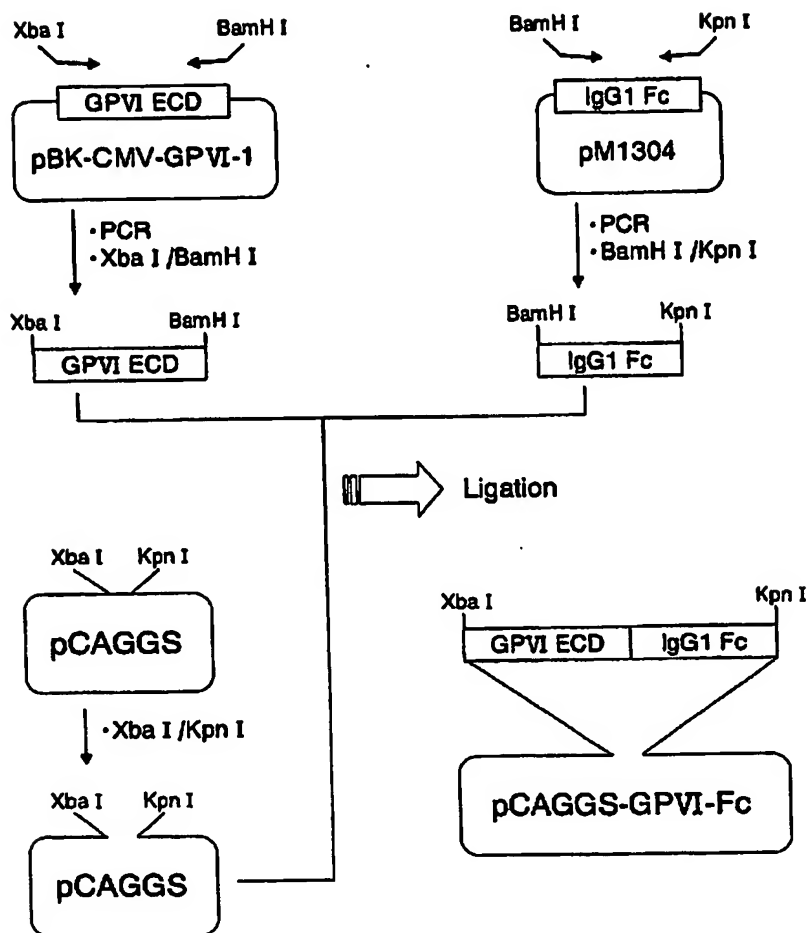 Xba I
BamH I
GPVI ECD
pBK-CMV-GPVI-1
·PCR
·Xba I /BamH I
Xba I
BamH I
GPVI ECD
BamH I
Kpn I
IgG1 Fc
pM1304
·PCR
·BamH I /Kpn I
BamH I
Kpn I
IgG1 Fc
Ligation
Xba I
Kpn I
pCAGGS
·Xba I /Kpn I
Xba I
Kpn I
pCAGGS
Xba I
Kpn I
GPVI ECD
IgG1 Fc
pCAGGS-GPVI-Fc